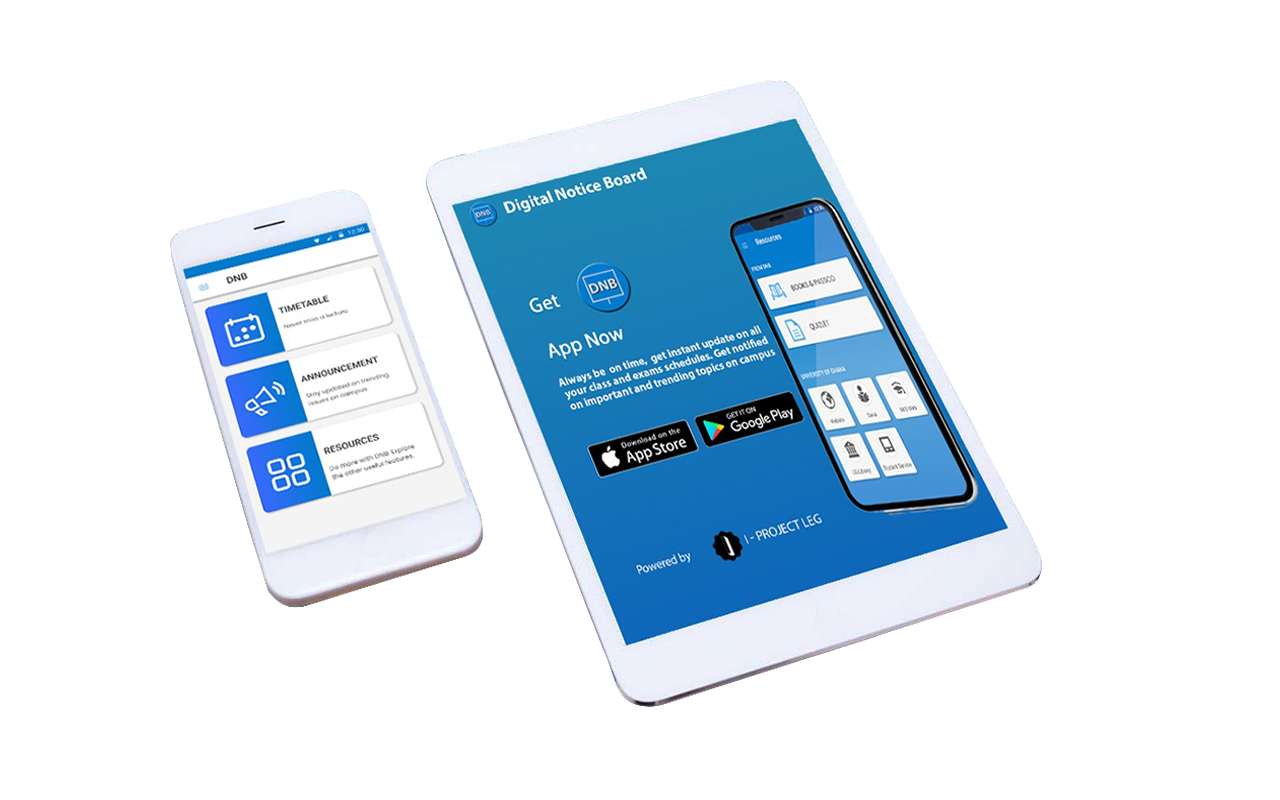 12:30
DNB
TIMETABLE
Never miss a lecture
ANNOUNCEMENT
Stay updated on trending
issues on campus
RESOURCES
Do more with DNB. Explore
the other useful features.
DNB
Digital Notice Board
Get
DNB
App Now
Always be on time, get instant update on all
your class and exams schedules. Get notified
on important and trending topics on campus
Download on the
App Store
GET IT ON
Google Play
Powered by
I - PROJECT LEG
Resources
FROM DNB
BOOKS & PASSCO
QUIZLET
UNIVERSITY OF GHANA
Website
Sakai
MIS Web
UG Library
Student Service